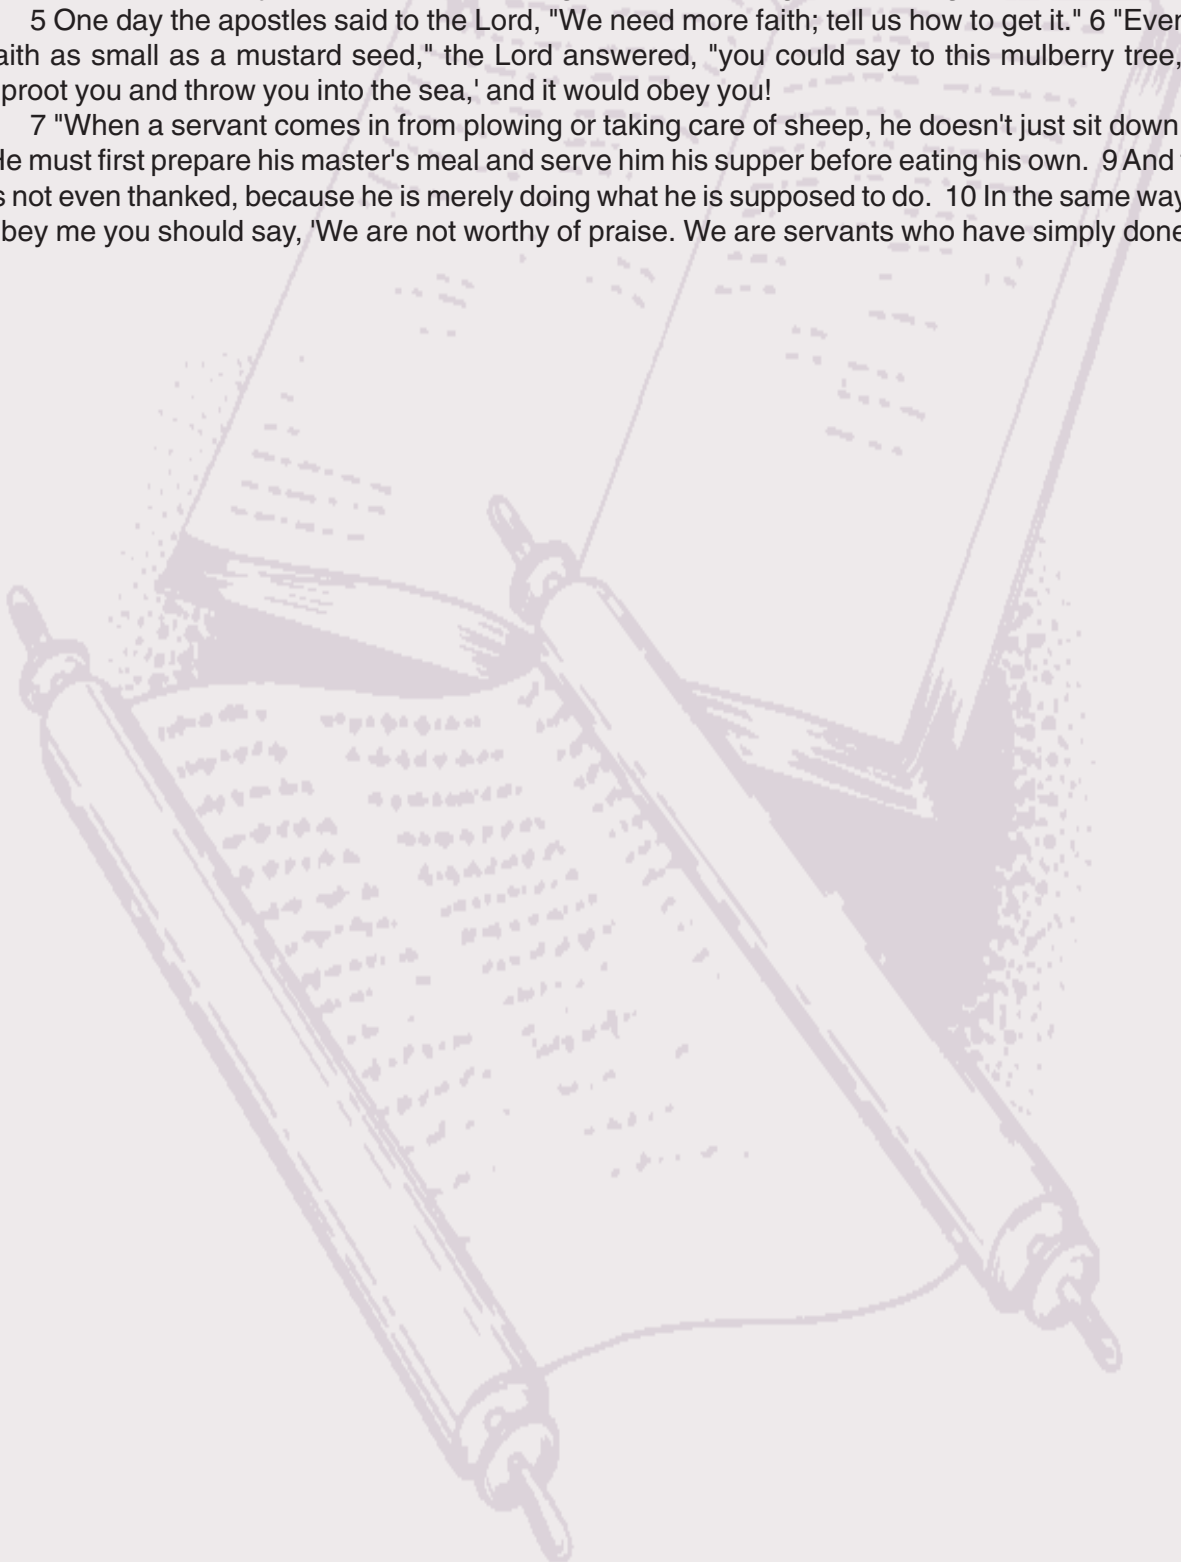 5 One day the apostles said to the Lord, "We need more faith; tell us how to get it." 6 "Even
aith as small as a mustard seed," the Lord answered, "you could say to this mulberry tree,
proot you and throw you into the sea,' and it would obey you!
7 "When a servant comes in from plowing or taking care of sheep, he doesn't just sit down
He must first prepare his master's meal and serve him his supper before eating his own. 9 And
s not even thanked, because he is merely doing what he is supposed to do. 10 In the same way
bey me you should say, 'We are not worthy of praise. We are servants who have simply done